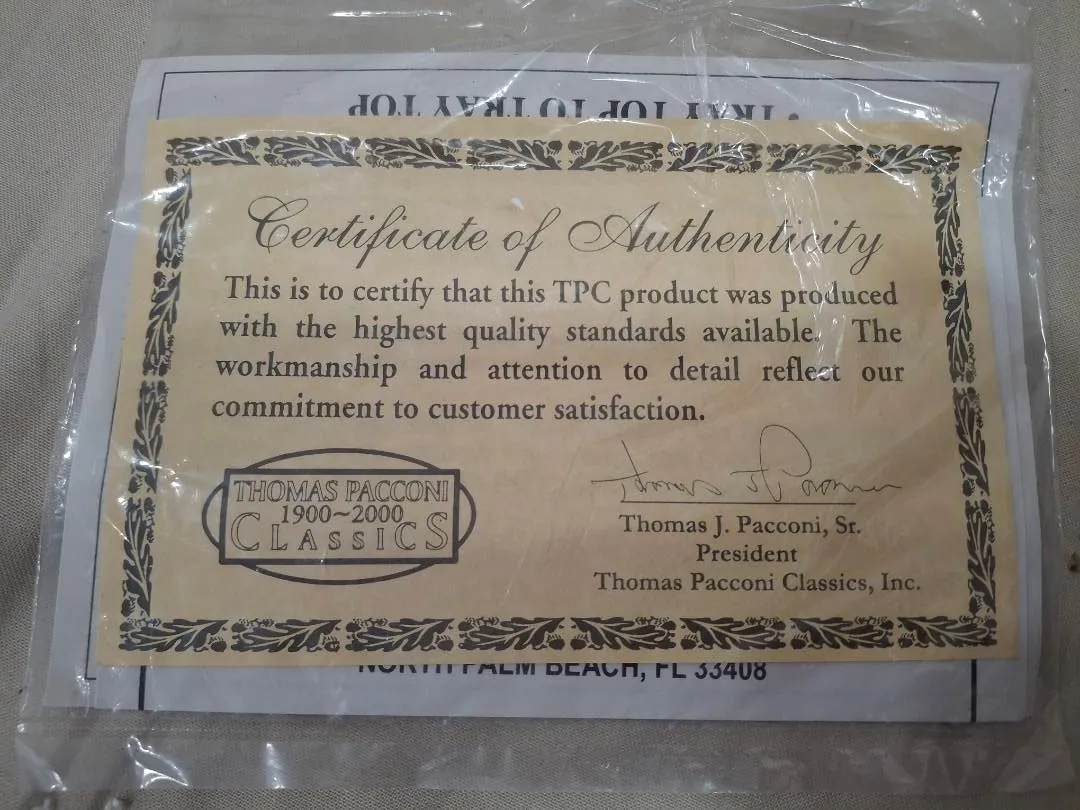 • TRAY TOP TO TRAY TOP
Certificate of Authenticity
This is to certify that this TPC product was produced
with the highest quality standards available. The
workmanship and attention to detail reflect our
commitment to customer satisfaction.
THOMAS PACCONI
1900~2000
CLASSICS
Thomas J. Pacconi, Sr.
President
Thomas Pacconi Classics, Inc.
NORTH PALM BEACH, FL 33408